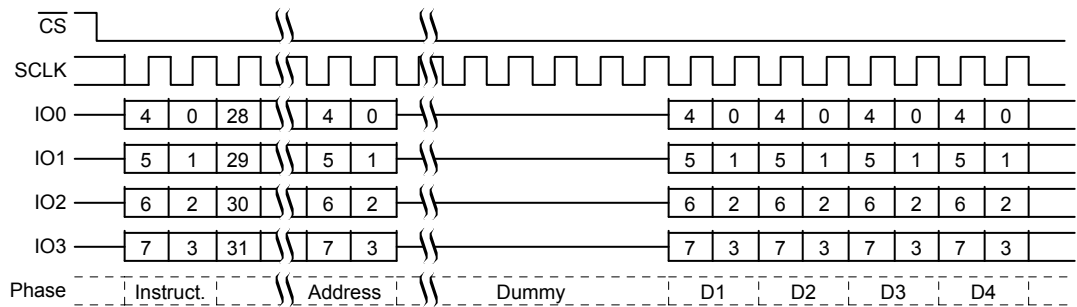 CS
SCLK
IO0 4 0 28 4 0 4 0 4 0 4 0 4 0
IO1 5 1 29 5 1 5 1 5 1 5 1 5 1
IO2 6 2 30 6 2 6 2 6 2 6 2 6 2
IO3 7 3 31 7 3 7 3 7 3 7 3 7 3
Phase Instruct. Address Dummy D1 D2 D3 D4